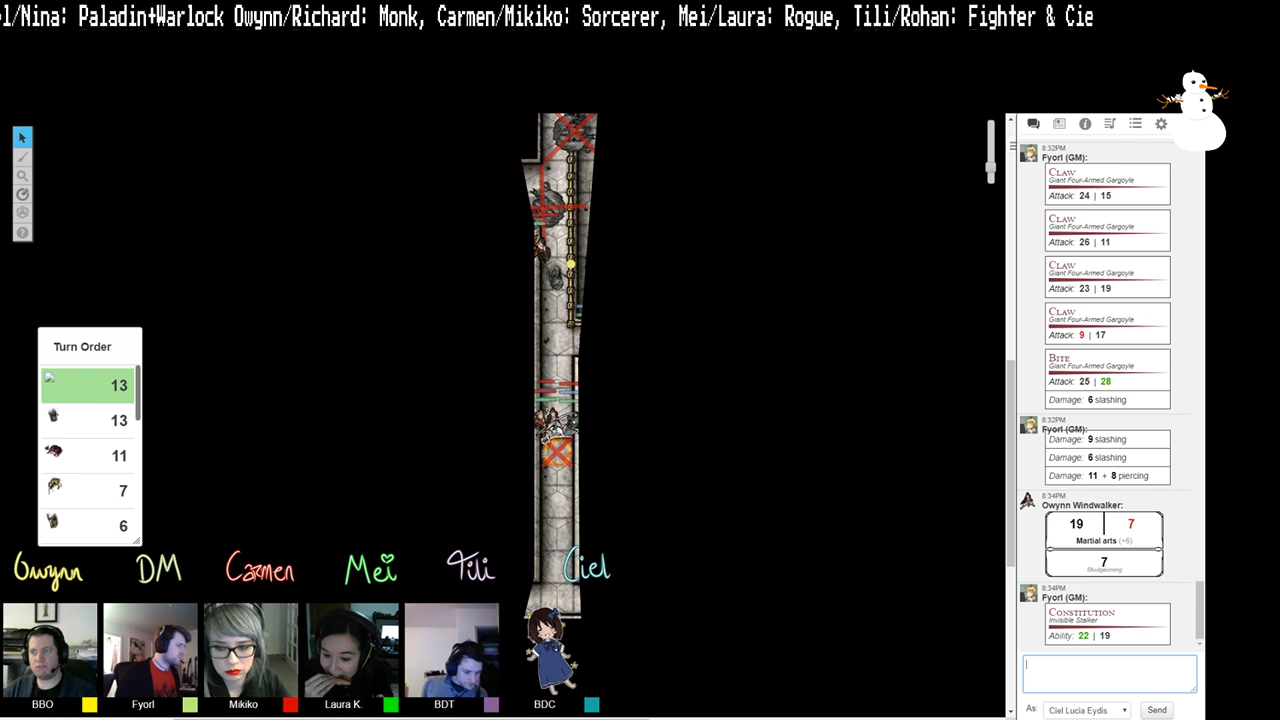 l/Nina: Paladin+Warlock Owynn/Richard: Monk, Carmen/Mikiko: Sorcerer, Mei/Laura: Rogue, Tili/Rohan: Fighter & Cie
8:32PM
Fyorl (GM):
Claw
Giant Four-Armed Gargoyle
Attack: 24 | 15
Claw
Giant Four-Armed Gargoyle
Attack: 26 | 11
Claw
Giant Four-Armed Gargoyle
Attack: 23 | 19
Claw
Giant Four-Armed Gargoyle
Attack: 9 | 17
Bite
Giant Four-Armed Gargoyle
Attack: 25 | 28
Damage: 6 slashing
8:32PM
Fyorl (GM):
Damage: 9 slashing
Damage: 6 slashing
Damage: 11 + 8 piercing
8:34PM
Owynn Windwalker:
19 7
Martial arts (+6)
7
Bludgeoning
8:34PM
Fyorl (GM):
Constitution
Invisible Stalker
Ability: 22 | 19
As: Ciel Lucia Eydis Send
Turn Order
13
13
11
7
6
Owynn DM Carmen Mei Tili Ciel
BBO Fyorl Mikiko Laura K. BDT BDC